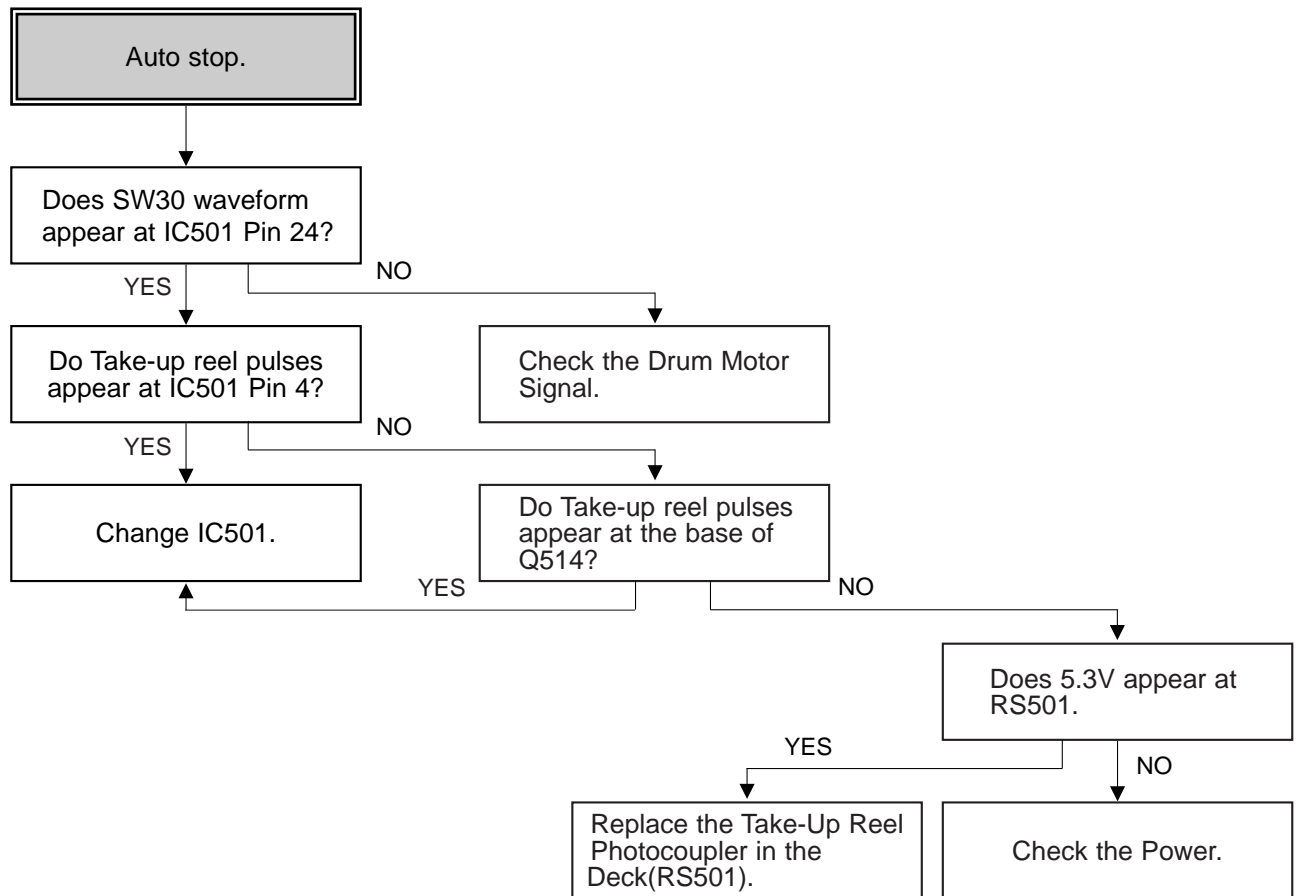 Auto stop.
Does SW30 waveform
appear at IC501 Pin 24?
YES
NO
Do Take-up reel pulses
appear at IC501 Pin 4?
Check the Drum Motor
Signal.
YES
NO
Change IC501.
Do Take-up reel pulses
appear at the base of
Q514?
YES
NO
Does 5.3V appear at
RS501.
YES
NO
Replace the Take-Up Reel
Photocoupler in the
Deck(RS501).
Check the Power.